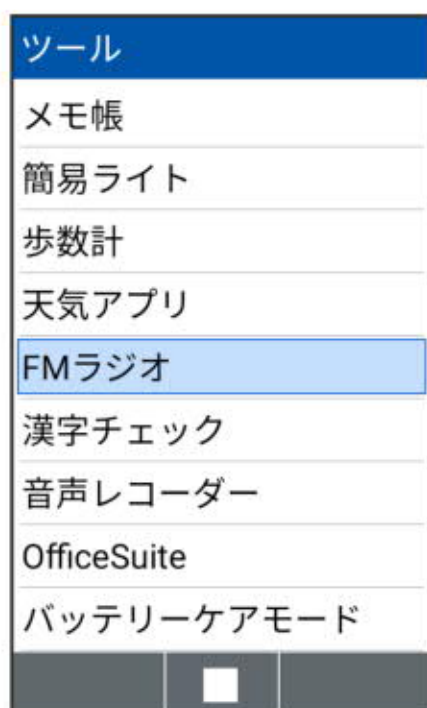 ツール
メモ帳
簡易ライト
歩数計
天気アプリ
FMラジオ
漢字チェック
音声レコーダー
OfficeSuite
バッテリーケアモード